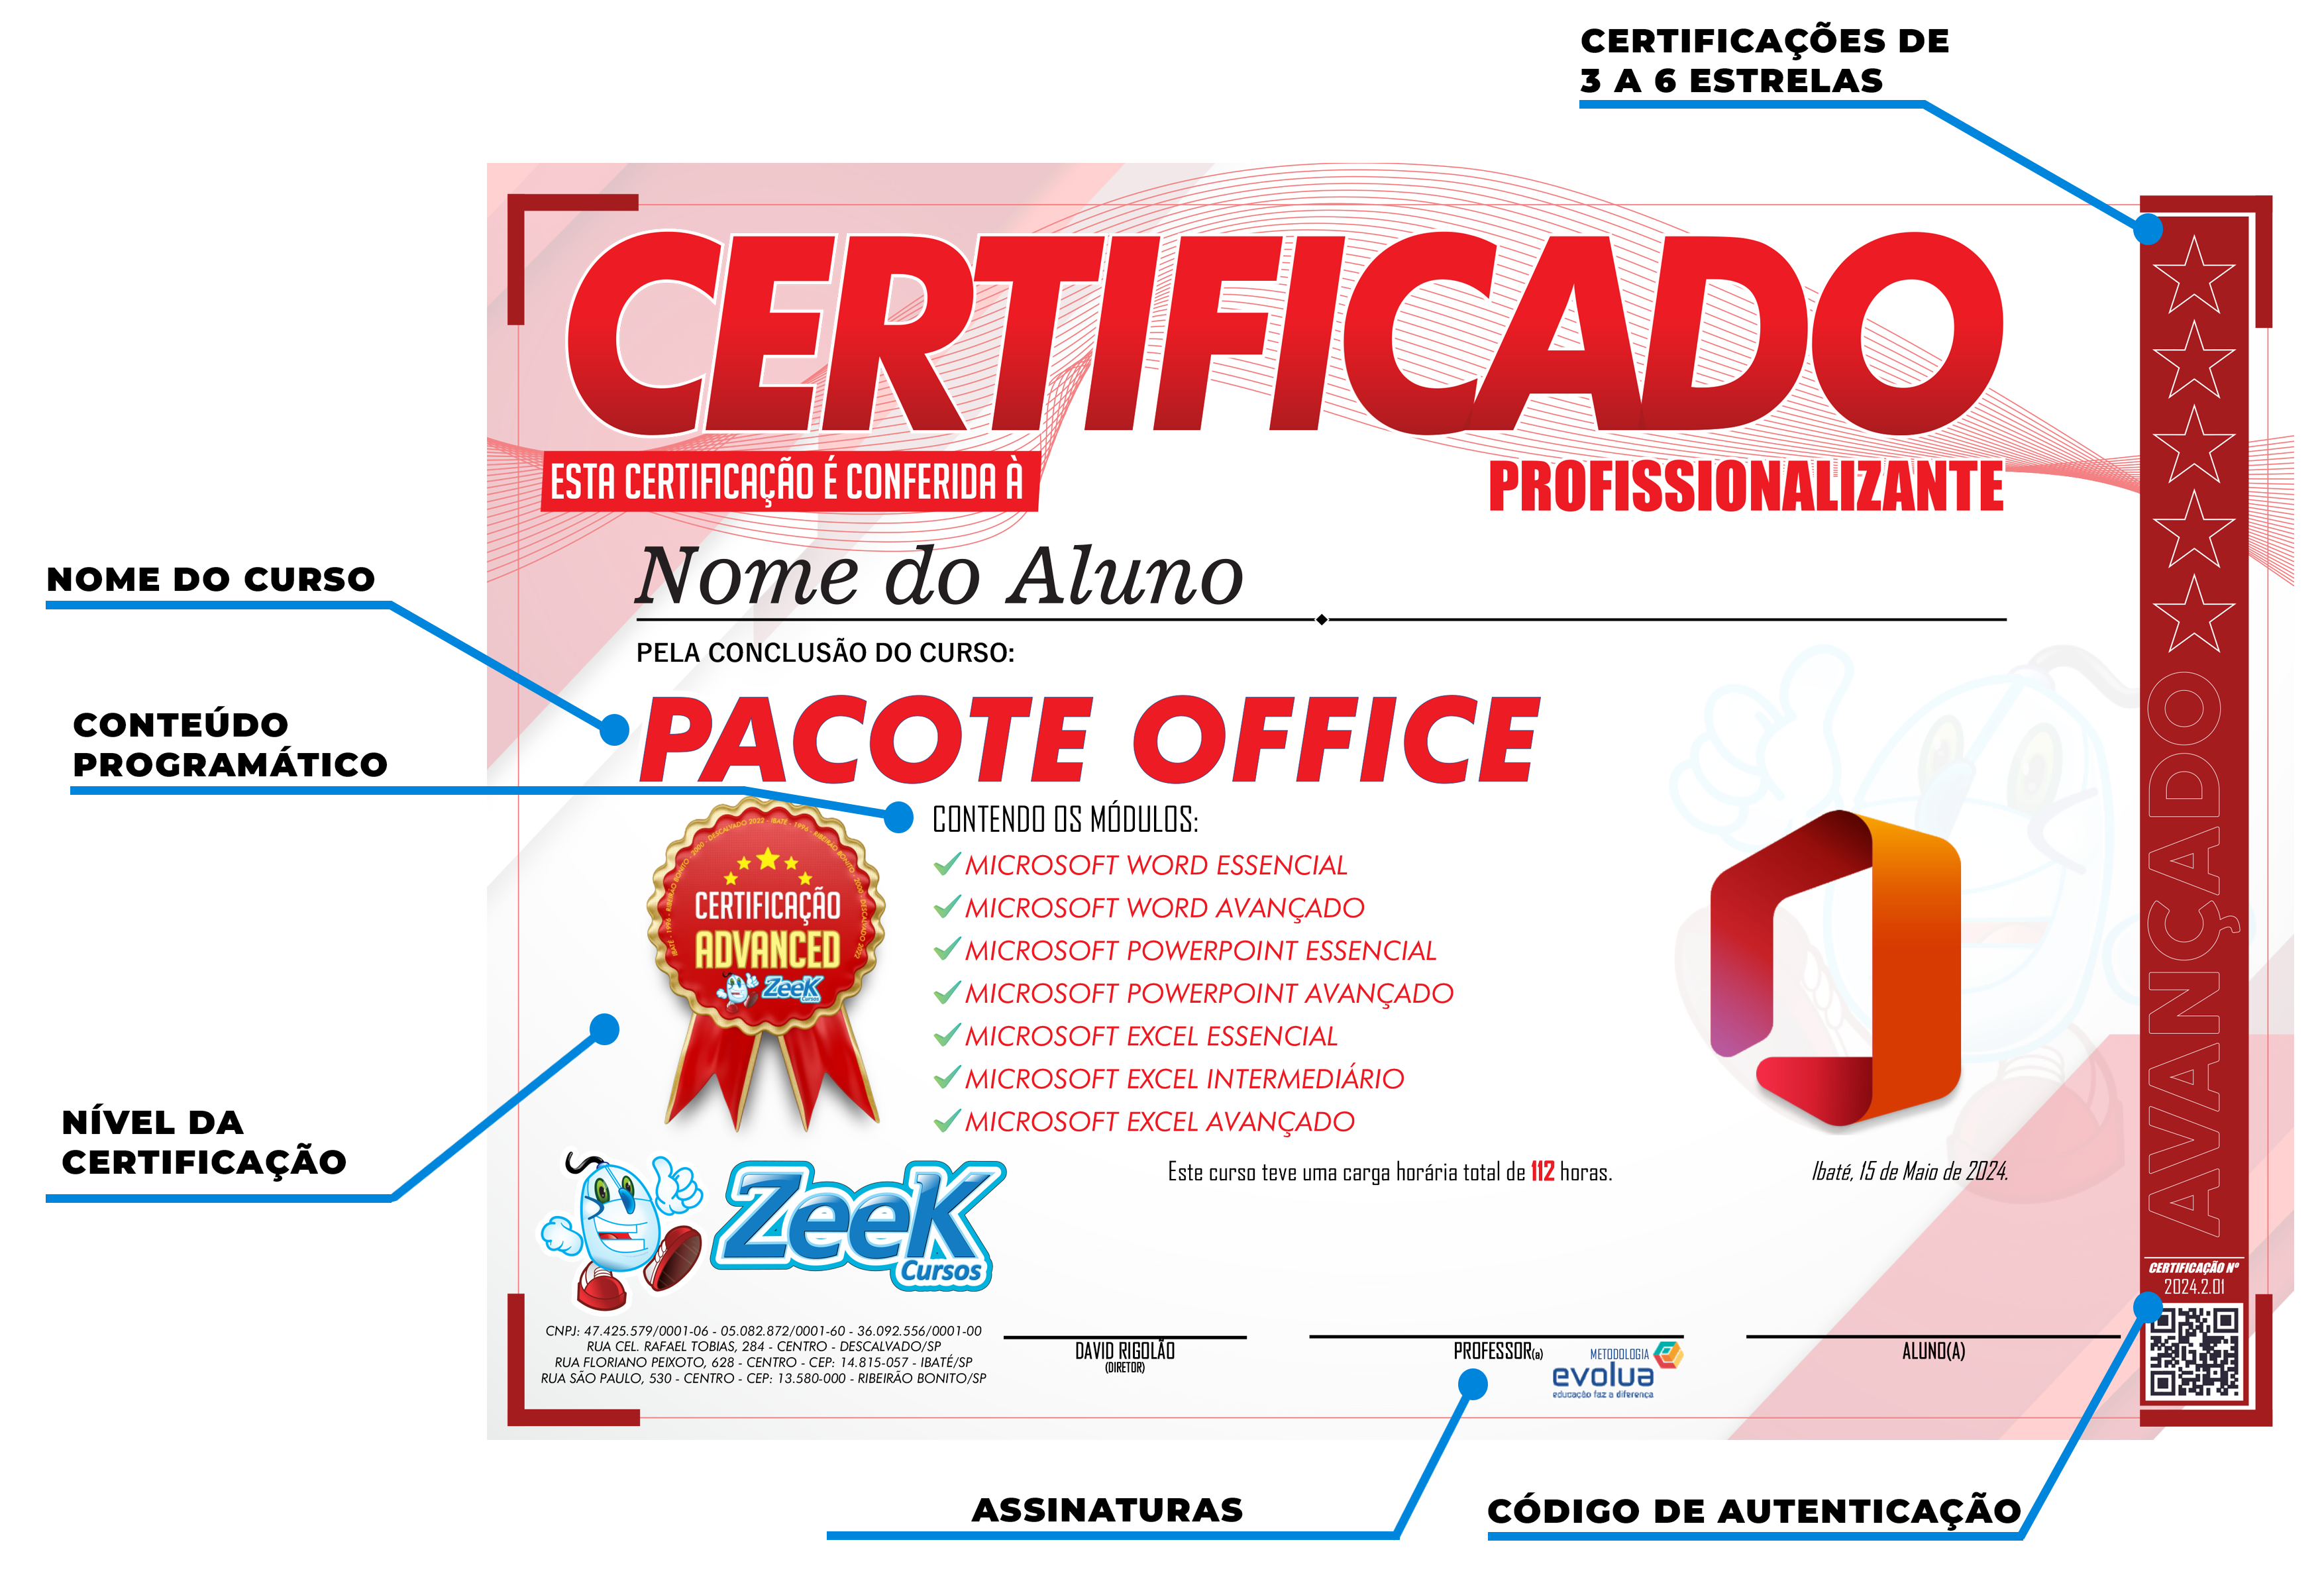 CERTIFICAÇÕES DE
3 A 6 ESTRELAS
CERTIFICADO
ESTA CERTIFICAÇÃO É CONFERIDA À
PROFISSIONALIZANTE
Nome do Aluno
NOME DO CURSO
PELA CONCLUSÃO DO CURSO:
PACOTE OFFICE
CONTEÚDO
PROGRAMÁTICO
CONTENDO OS MÓDULOS:
MICROSOFT WORD ESSENCIAL
MICROSOFT WORD AVANÇADO
MICROSOFT POWERPOINT ESSENCIAL
MICROSOFT POWERPOINT AVANÇADO
MICROSOFT EXCEL ESSENCIAL
MICROSOFT EXCEL INTERMEDIÁRIO
MICROSOFT EXCEL AVANÇADO
CERTIFICAÇÃO
ADVANCED
ZeeK
Cursos
NÍVEL DA
CERTIFICAÇÃO
AVANÇADO
Este curso teve uma carga horária total de 112 horas.
Ibaté, 15 de Maio de 2024.
ZeeK
Cursos
CERTIFICAÇÃO Nº
2024.2.01
CNPJ: 47.425.579/0001-06 - 05.082.872/0001-60 - 36.092.556/0001-00
RUA CEL. RAFAEL TOBIAS, 284 - CENTRO - DESCALVADO/SP
RUA FLORIANO PEIXOTO, 628 - CENTRO - CEP: 14.815-057 - IBATÉ/SP
RUA SÃO PAULO, 530 - CENTRO - CEP: 13.580-000 - RIBEIRÃO BONITO/SP
DAVID RIGOLÃO
(DIRETOR)
PROFESSOR(a)
METODOLOGIA
evolua
educação faz a diferença
ALUNO(A)
ASSINATURAS
CÓDIGO DE AUTENTICAÇÃO